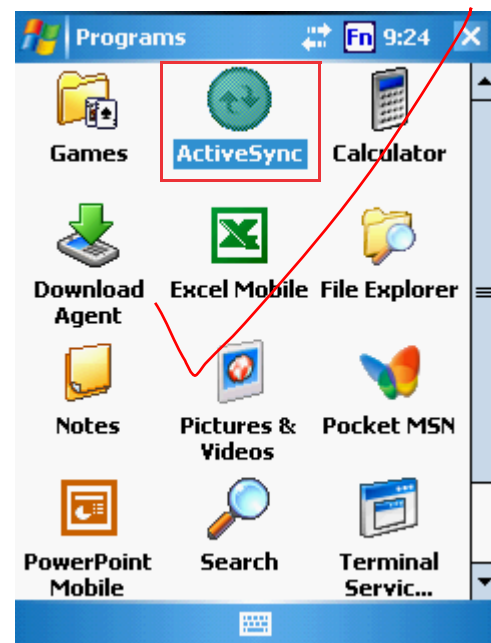 Programs Fn 9:24
Games ActiveSync Calculator
Download Agent Excel Mobile File Explorer
Notes Pictures & Videos Pocket MSN
PowerPoint Mobile Search Terminal Servic...